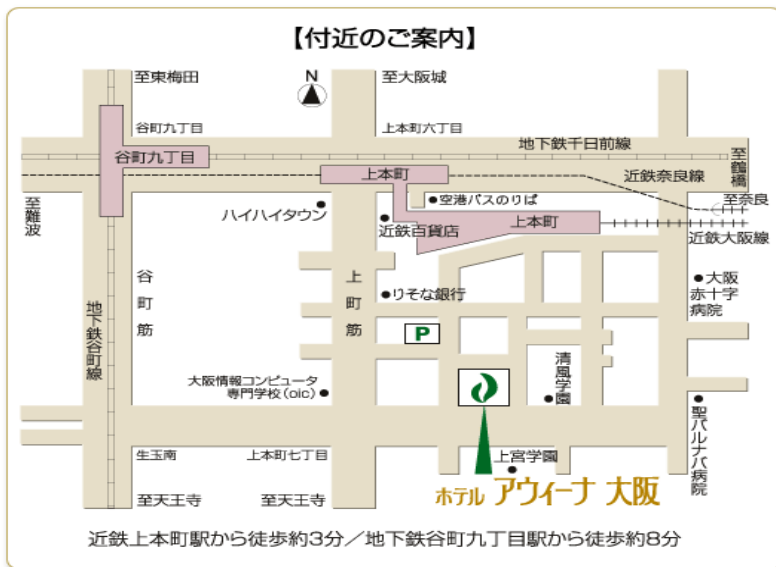 【付近のご案内】
至東梅田
N
至大阪城
谷町九丁目
上本町六丁目
地下鉄千日前線
谷町九丁目
上本町
近鉄奈良線
至鶴橋
至難波
ハイハイタウン
空港バスのりば
近鉄百貨店
上本町
至奈良
近鉄大阪線
谷町筋
上町筋
りそな銀行
大阪赤十字病院
地下鉄谷町線
P
清風学園
大阪情報コンピュータ
専門学校(oic)
聖バルナバ病院
生玉南
上本町七丁目
上宮学園
ホテル アウィーナ 大阪
至天王寺
至天王寺
近鉄上本町駅から徒歩約3分／地下鉄谷町九丁目駅から徒歩約8分